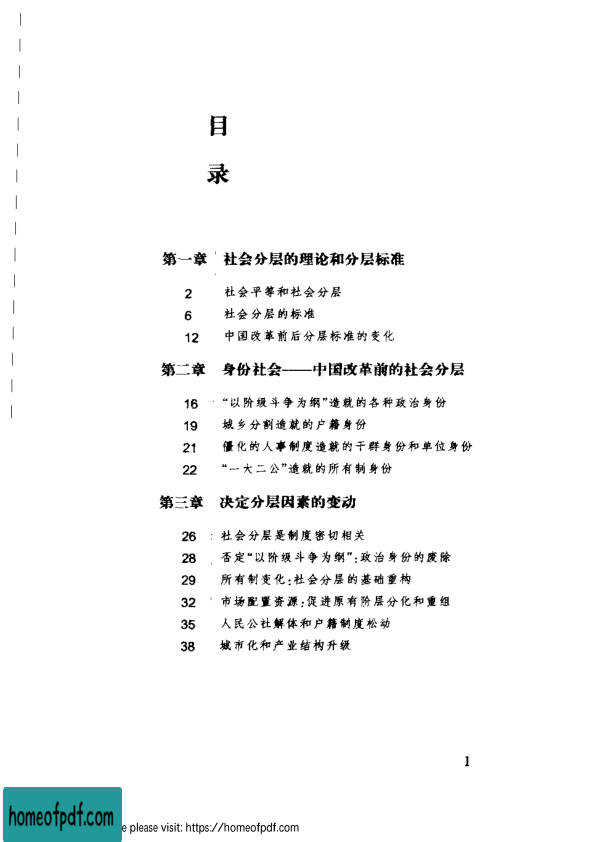 目
录
第一章 社会分层的理论和分层标准
2 社会平等和社会分层
6 社会分层的标准
12 中国改革前后分层标准的变化
第二章 身份社会——中国改革前的社会分层
16 “以阶级斗争为纲”造就的各种政治身份
19 城乡分割造就的户籍身份
21 僵化的人事制度造就的干群身份和单位身份
22 “一大二公”造就的所有制身份
第三章 决定分层因素的变动
26 社会分层是制度密切相关
28 否定“以阶级斗争为纲”:政治身份的废除
29 所有制变化:社会分层的基础重构
32 市场配置资源:促进原有阶层分化和重组
35 人民公社解体和户籍制度松动
38 城市化和产业结构升级
1
homeofpdf.com
e please visit: https://homeofpdf.com